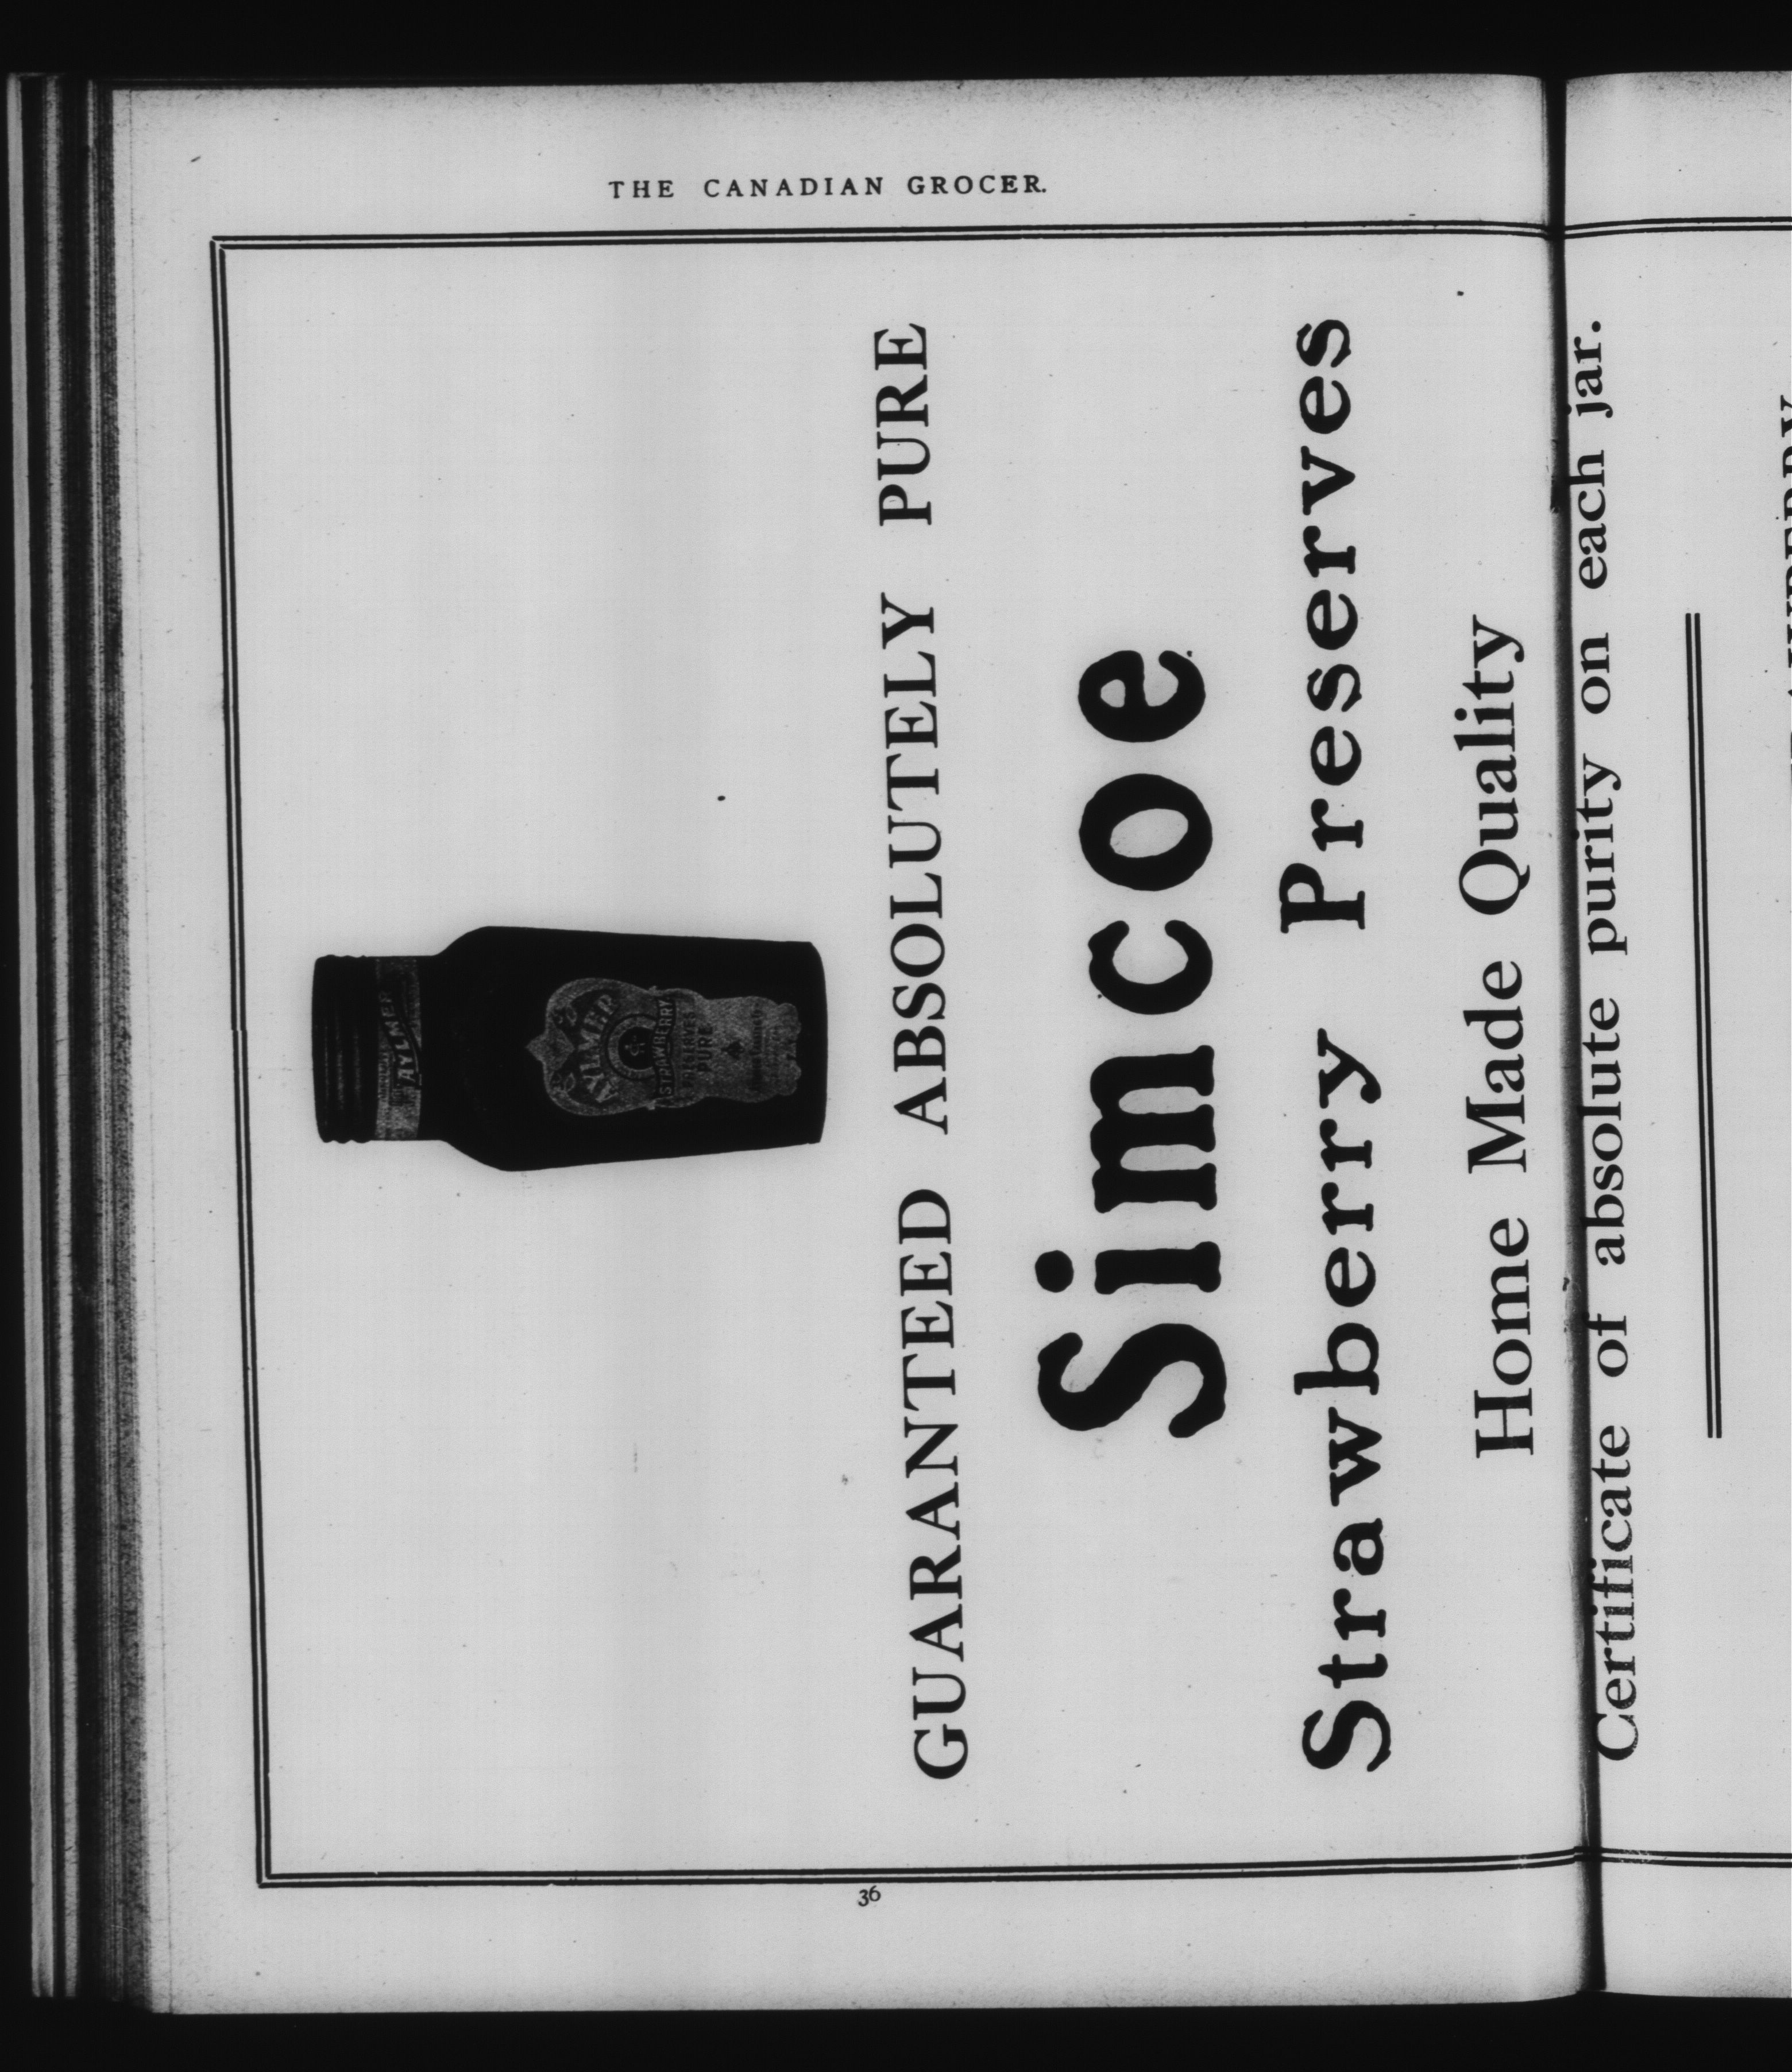 THE CANADIAN GROCER.
AYLMER
AYLMER
STRAWBERRY
PRESERVES
PURE
GUARANTEED ABSOLUTELY PURE
Simcoe
Strawberry Preserves
Home Made Quality
Certificate of absolute purity on each jar.
36